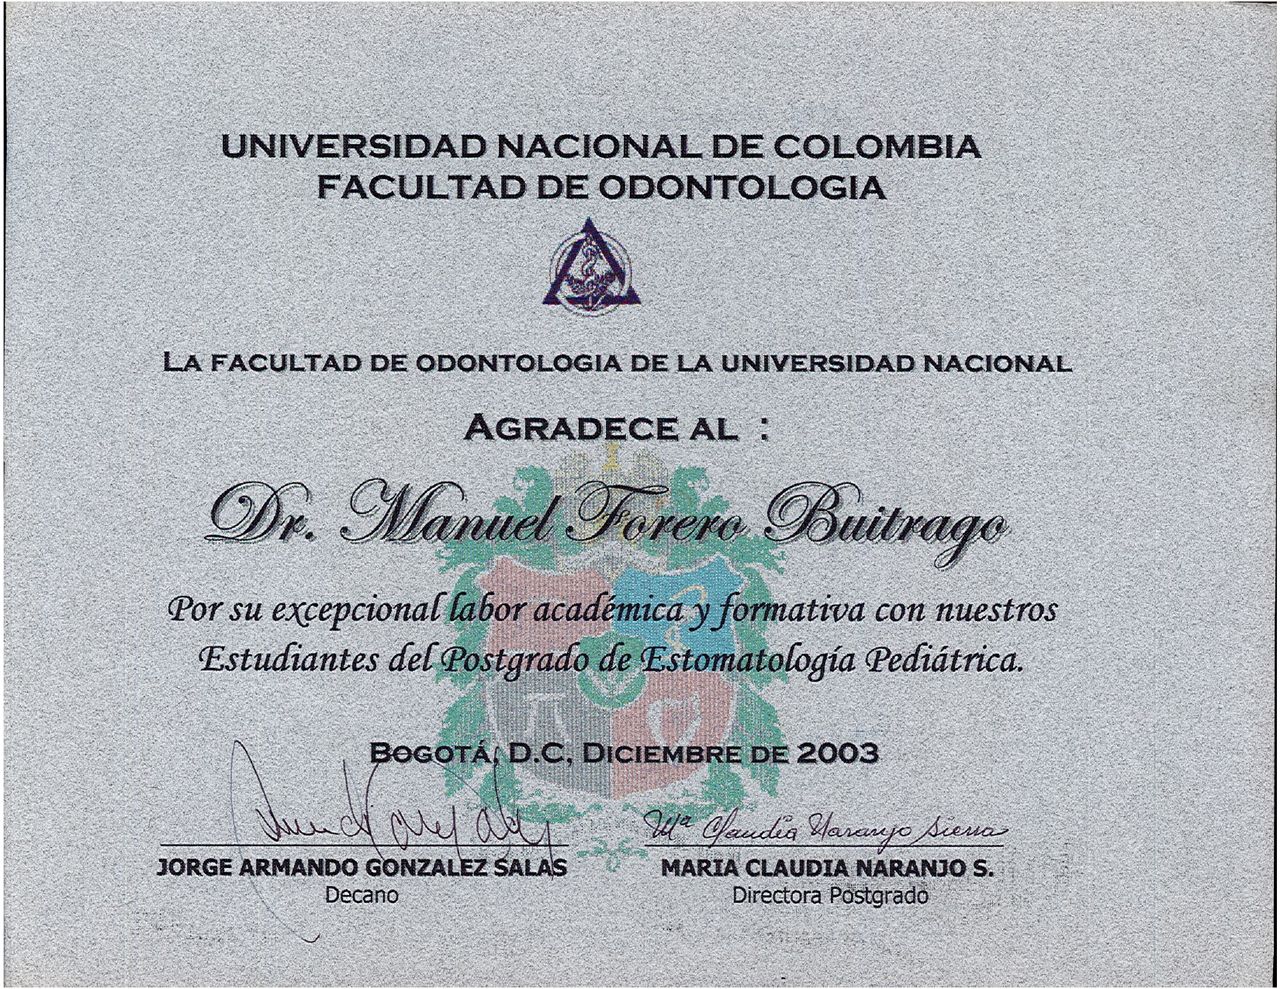 UNIVERSIDAD NACIONAL DE COLOMBIA
FACULTAD DE ODONTOLOGIA
LA FACULTAD DE ODONTOLOGIA DE LA UNIVERSIDAD NACIONAL
AGRADECE AL :
Dr. Manuel Forero Buitrago
Por su excepcional labor académica y formativa con nuestros
Estudiantes del Postgrado de Estomatología Pediátrica.
BOGOTÁ, D.C, DICIEMBRE DE 2003
Mª Claudia Naranjo Sierra
JORGE ARMANDO GONZALEZ SALAS
Decano
MARIA CLAUDIA NARANJO S.
Directora Postgrado